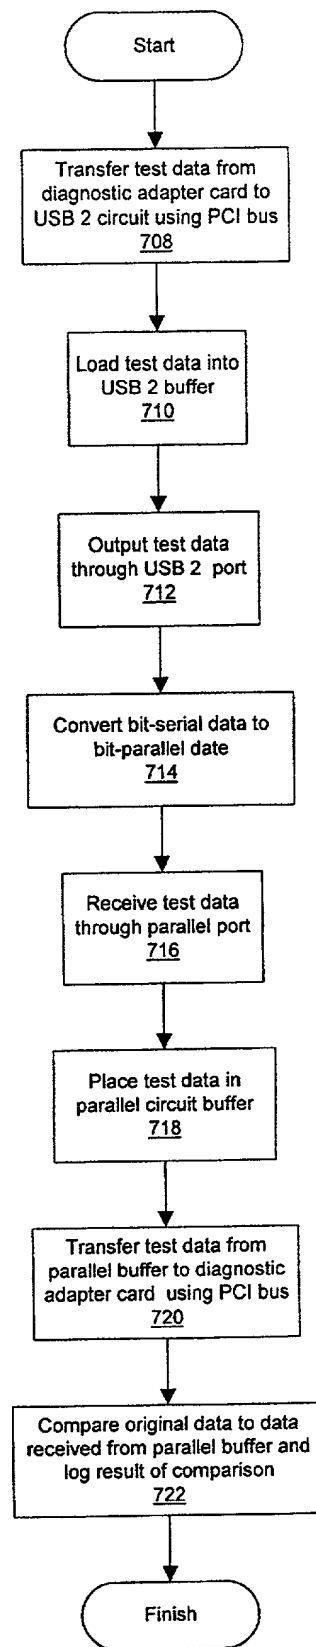 Start
Transfer test data from
diagnostic adapter card to
USB 2 circuit using PCI bus
708
Load test data into
USB 2 buffer
710
Output test data
through USB 2 port
712
Convert bit-serial data to
bit-parallel date
714
Receive test data
through parallel port
716
Place test data in
parallel circuit buffer
718
Transfer test data from
parallel buffer to diagnostic
adapter card using PCI bus
720
Compare original data to data
received from parallel buffer and
log result of comparison
722
Finish